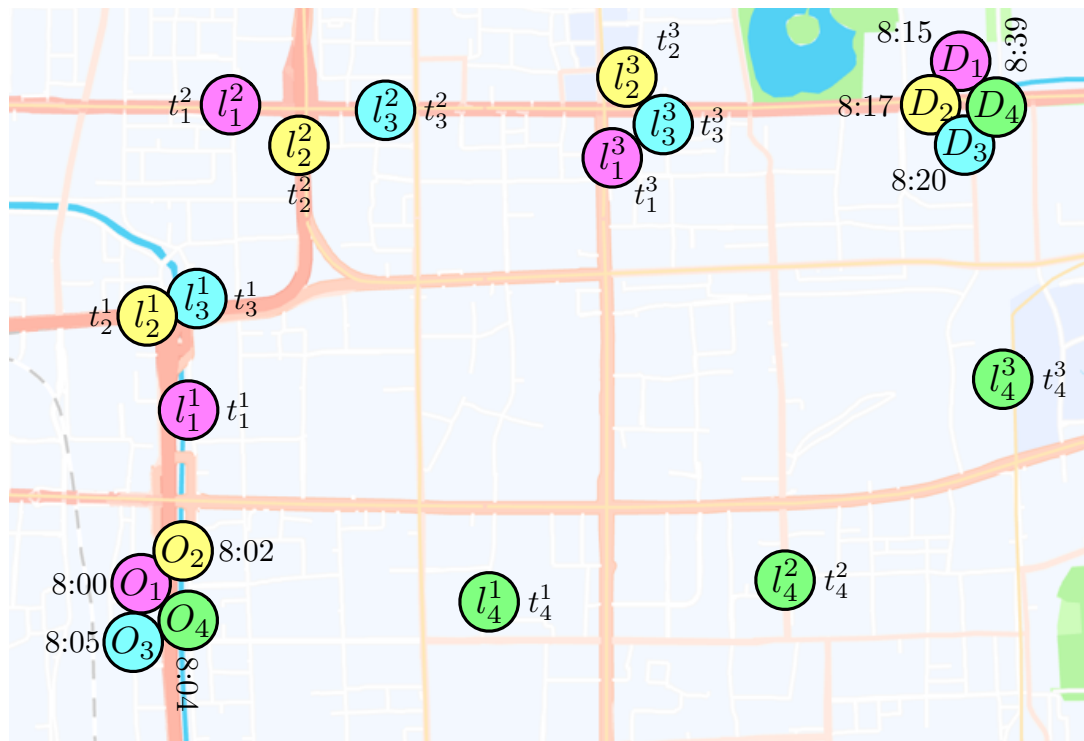 8:15
D_1
8:39
8:17
D_2
D_4
D_3
8:20
t_2^3
l_2^3
l_3^3
t_3^3
l_1^3
t_1^3
t_1^2
l_1^2
l_3^2
t_3^2
l_2^2
t_2^2
l_3^1
t_3^1
t_2^1
l_2^1
l_1^1
t_1^1
l_4^3
t_4^3
O_2
8:02
8:00
O_1
O_4
8:05
O_3
8:04
l_4^1
t_4^1
l_4^2
t_4^2